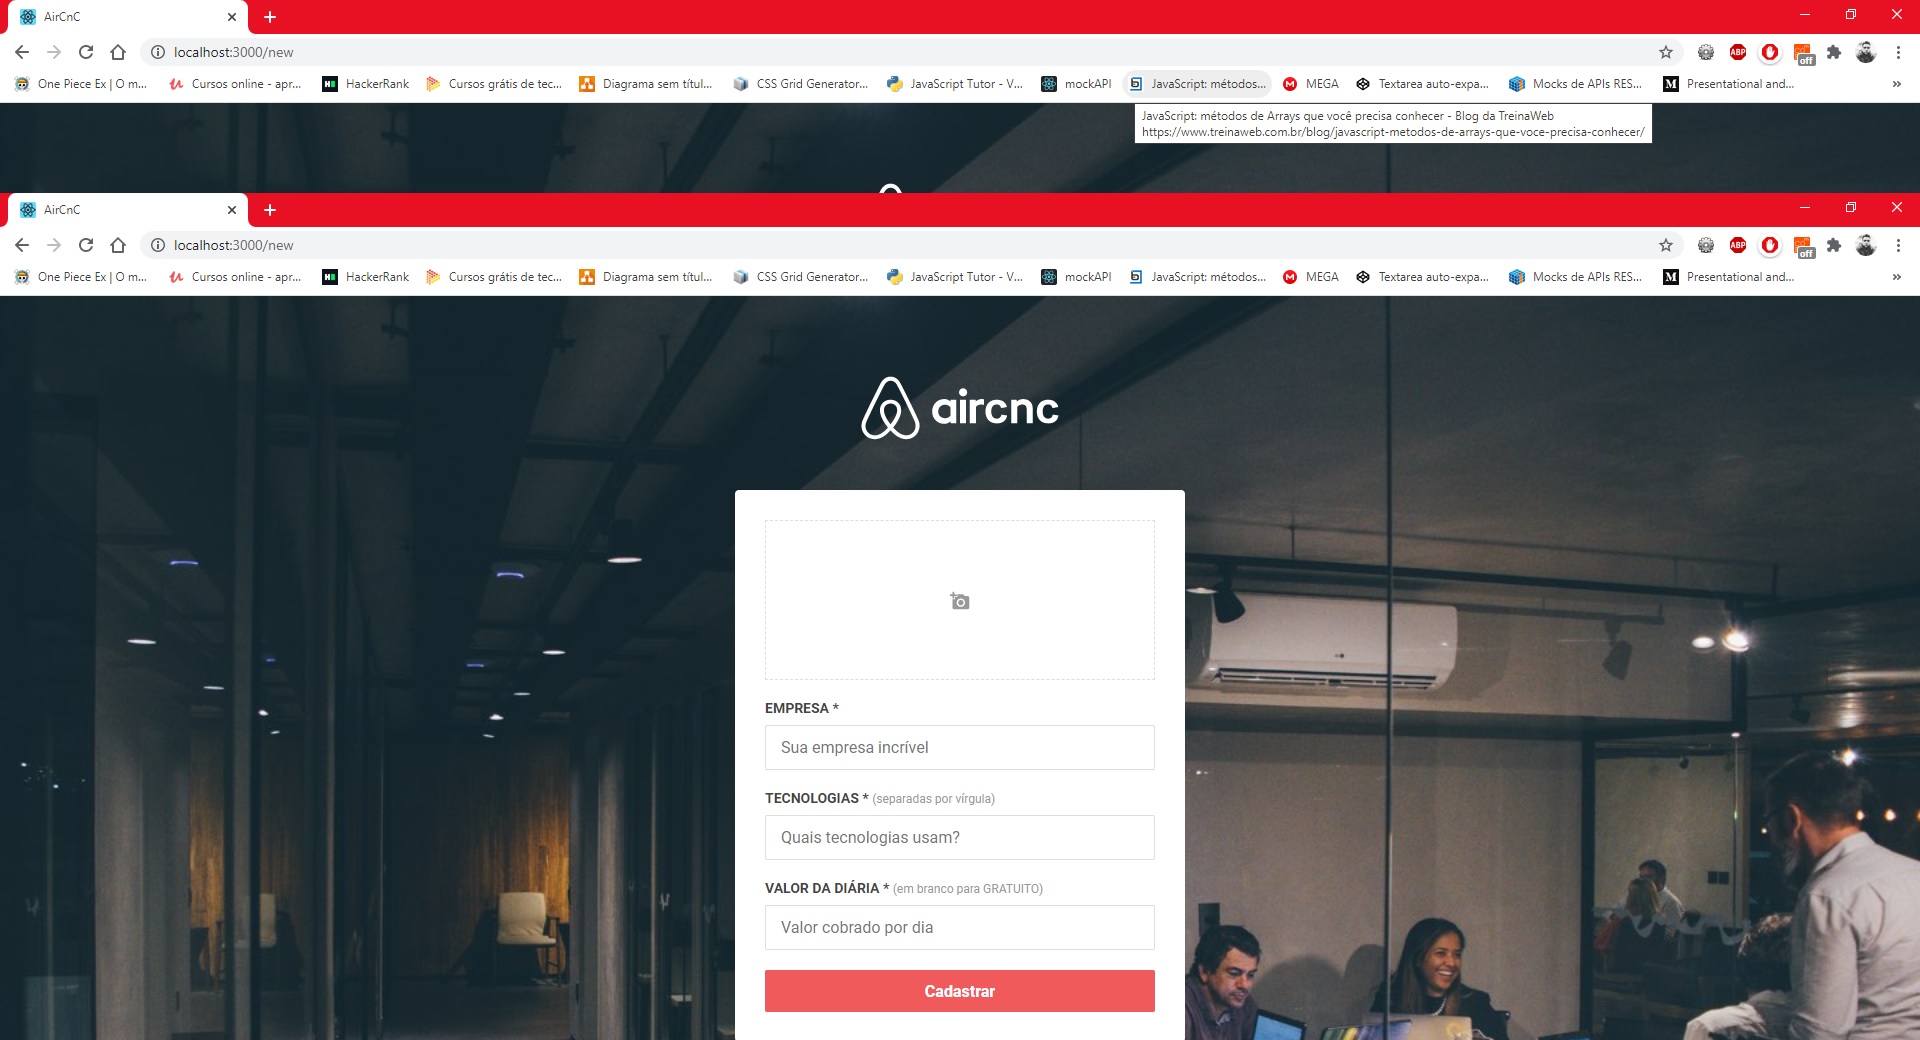 AirCnC
localhost:3000/new
One Piece Ex | O m... Cursos online - apr... HackerRank Cursos grátis de tec... Diagrama sem títul... CSS Grid Generator... JavaScript Tutor - V... mockAPI JavaScript: métodos... MEGA Textarea auto-expa... Mocks de APIs RES... Presentational and...
ABP
off
JavaScript: métodos de Arrays que você precisa conhecer - Blog da TreinaWeb
https://www.treinaweb.com.br/blog/javascript-metodos-de-arrays-que-voce-precisa-conhecer/
AirCnC
localhost:3000/new
ABP
off
One Piece Ex | O m... Cursos online - apr... HackerRank Cursos grátis de tec... Diagrama sem títul... CSS Grid Generator... JavaScript Tutor - V... mockAPI JavaScript: métodos... MEGA Textarea auto-expa... Mocks de APIs RES... Presentational and...
aircnc
EMPRESA *
Sua empresa incrível
TECNOLOGIAS * (separadas por vírgula)
Quais tecnologias usam?
VALOR DA DIÁRIA * (em branco para GRATUITO)
Valor cobrado por dia
Cadastrar